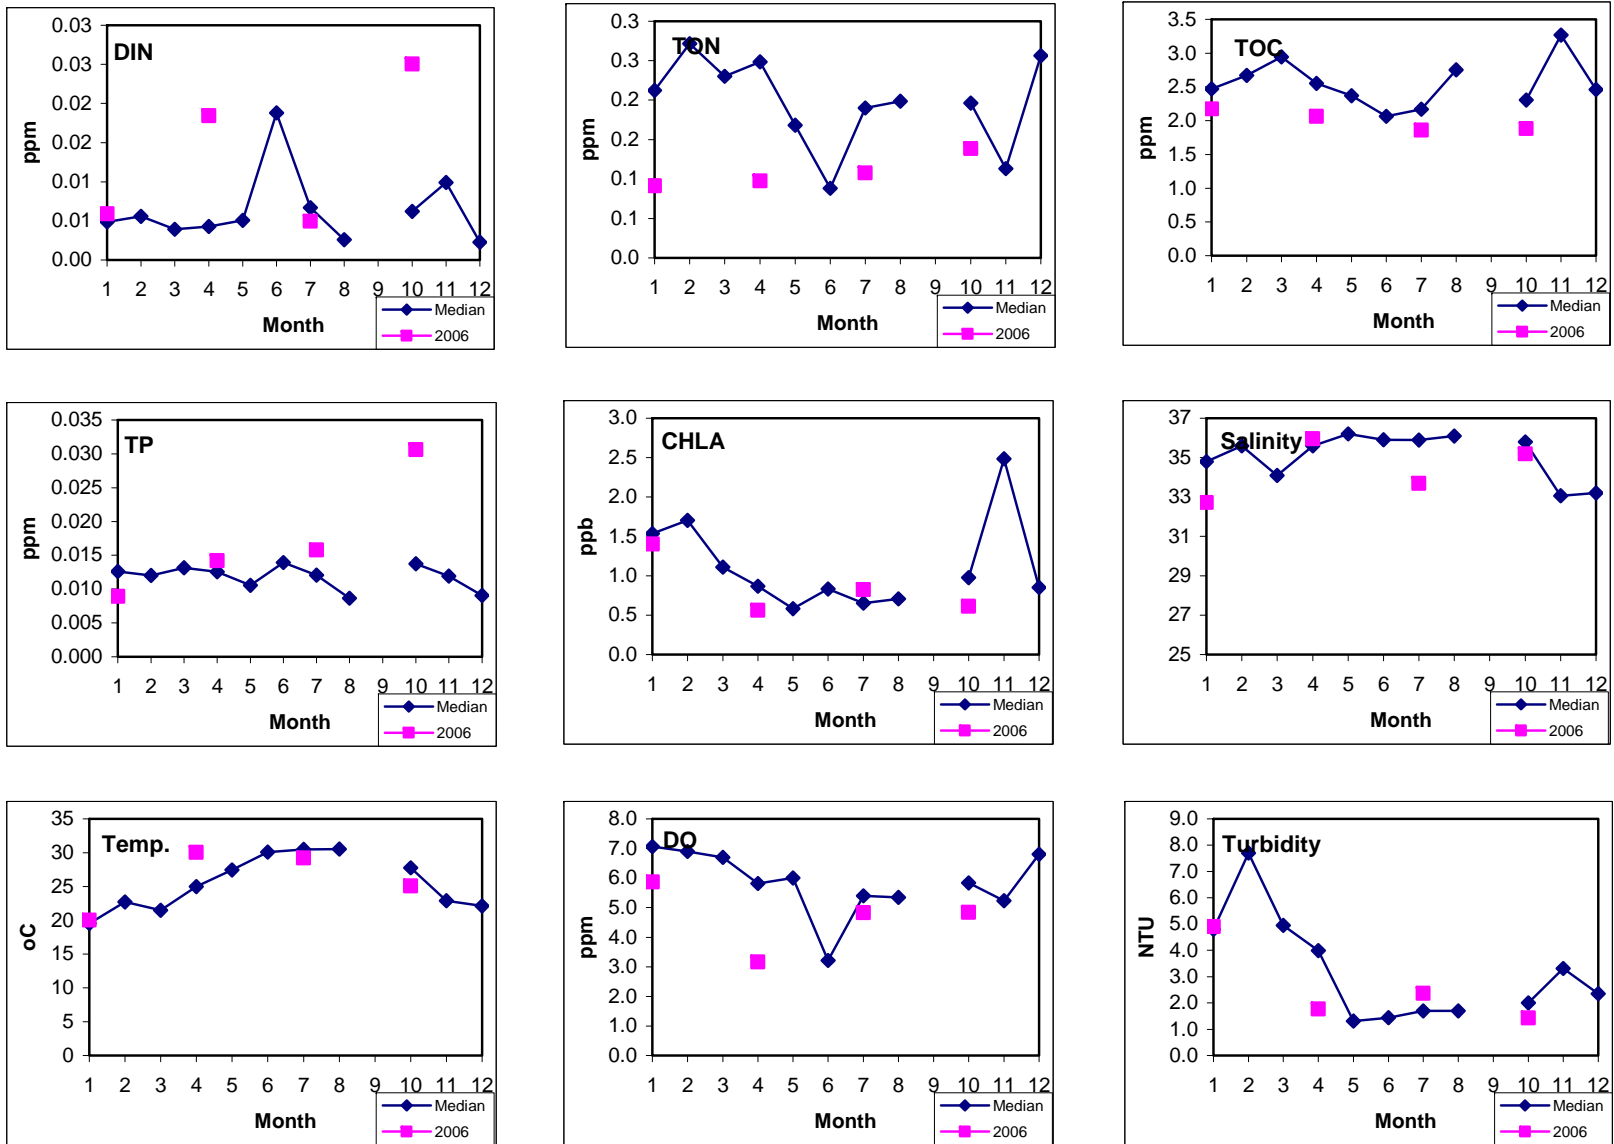 DIN
ppm
0.03
0.03
0.02
0.02
0.01
0.01
0.00
1 2 3 4 5 6 7 8 9 10 11 12
Month
Median
2006
TON
ppm
0.3
0.3
0.2
0.2
0.1
0.1
0.0
1 2 3 4 5 6 7 8 9 10 11 12
Month
Median
2006
TOC
ppm
3.5
3.0
2.5
2.0
1.5
1.0
0.5
0.0
1 2 3 4 5 6 7 8 9 10 11 12
Month
Median
2006
TP
ppm
0.035
0.030
0.025
0.020
0.015
0.010
0.005
0.000
1 2 3 4 5 6 7 8 9 10 11 12
Month
Median
2006
CHLA
ppb
3.0
2.5
2.0
1.5
1.0
0.5
0.0
1 2 3 4 5 6 7 8 9 10 11 12
Month
Median
2006
Salinity
37
35
33
31
29
27
25
1 2 3 4 5 6 7 8 9 10 11 12
Month
Median
2006
Temp.
oC
35
30
25
20
15
10
5
0
1 2 3 4 5 6 7 8 9 10 11 12
Month
Median
2006
DO
ppm
8.0
7.0
6.0
5.0
4.0
3.0
2.0
1.0
0.0
1 2 3 4 5 6 7 8 9 10 11 12
Month
Median
2006
Turbidity
NTU
9.0
8.0
7.0
6.0
5.0
4.0
3.0
2.0
1.0
0.0
1 2 3 4 5 6 7 8 9 10 11 12
Month
Median
2006